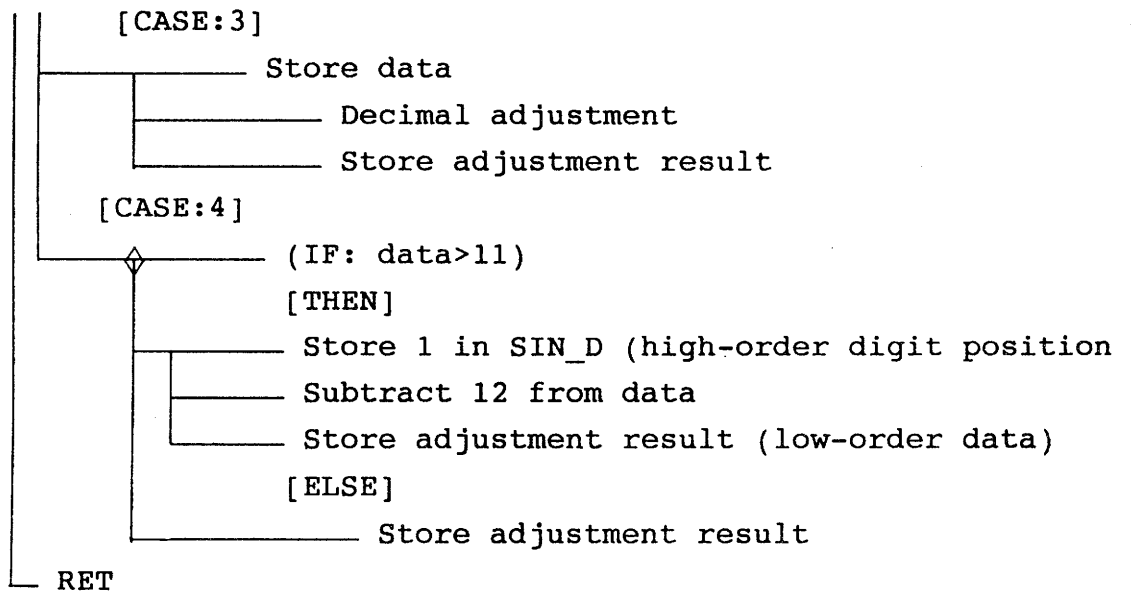 [CASE:3]
Store data
Decimal adjustment
Store adjustment result
[CASE:4]
(IF: data>11)
[THEN]
Store 1 in SIN_D (high-order digit position
Subtract 12 from data
Store adjustment result (low-order data)
[ELSE]
Store adjustment result
RET